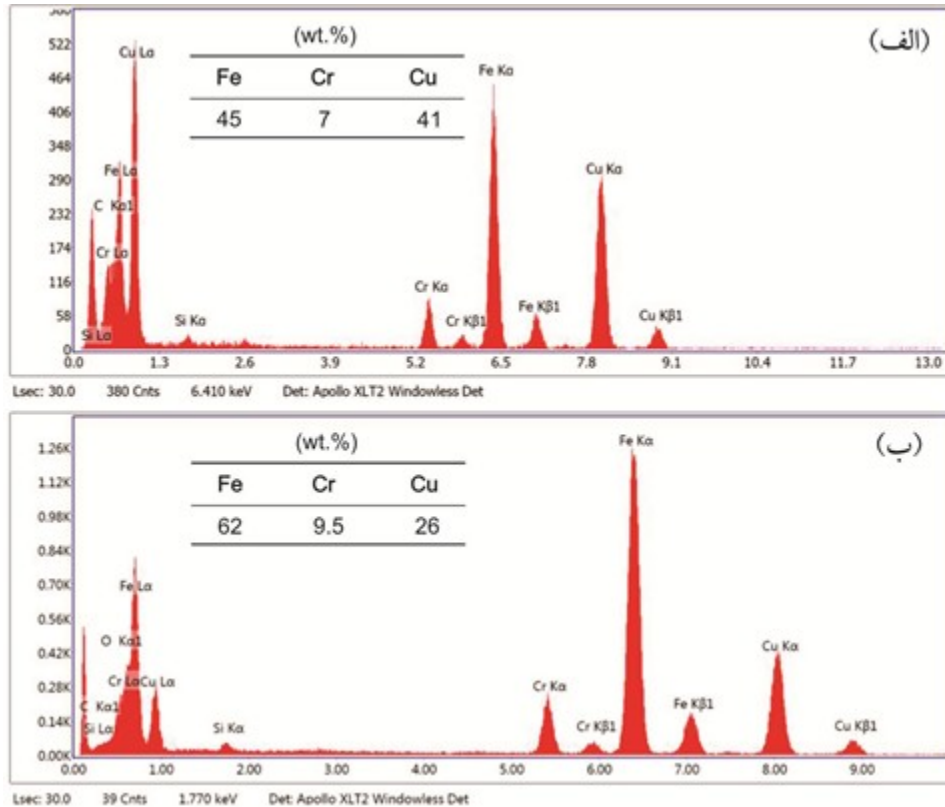 (الف)
(wt.%)
Fe Cr Cu
45 7 41
522
464
406
348
290
232
174
116
58
0
Cu Lα
Fe Lα
C Kα1
Cr Lα
Si Lα
Si Kα
Cr Kα
Cr Kβ1
Fe Kα
Fe Kβ1
Cu Kα
Cu Kβ1
0.0 1.3 2.6 3.9 5.2 6.5 7.8 9.1 10.4 11.7 13.0
Lsec: 30.0 380 Cnts 6.410 keV Det: Apollo XLT2 Windowless Det
(ب)
(wt.%)
Fe Cr Cu
62 9.5 26
1.26K
1.12K
0.98K
0.84K
0.70K
0.56K
0.42K
0.28K
0.14K
0.00K
Fe Lα
O Kα1
Cr Lα Cu Lα
C Kα1
Si Lα
Si Kα
Cr Kα
Cr Kβ1
Fe Kα
Fe Kβ1
Cu Kα
Cu Kβ1
0.00 1.00 2.00 3.00 4.00 5.00 6.00 7.00 8.00 9.00
Lsec: 30.0 39 Cnts 1.770 keV Det: Apollo XLT2 Windowless Det